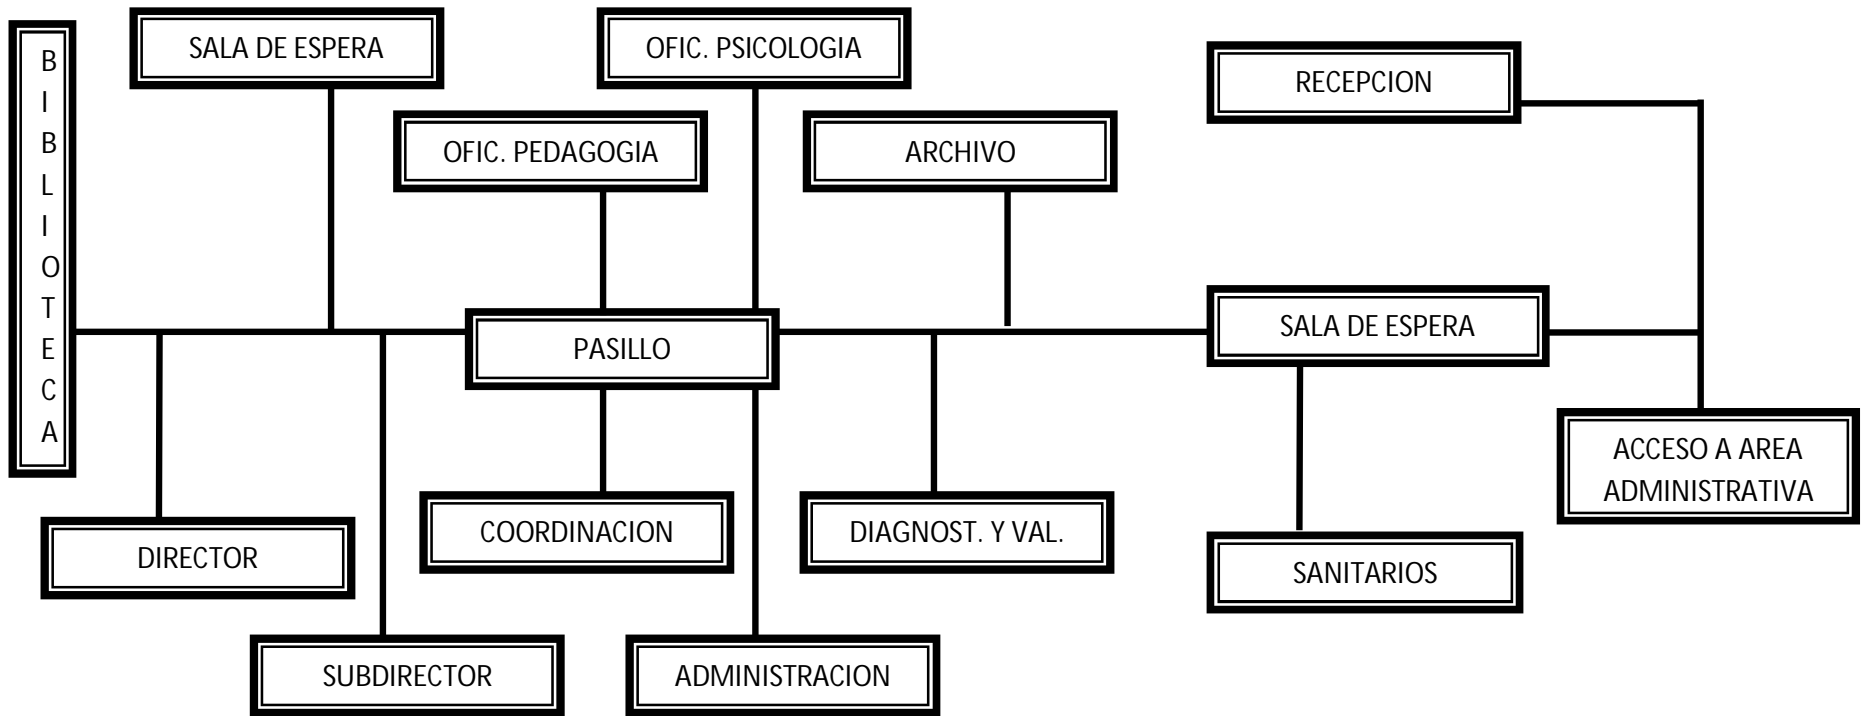 BIBLIOTECA
SALA DE ESPERA
OFIC. PSICOLOGIA
RECEPCION
OFIC. PEDAGOGIA
ARCHIVO
PASILLO
SALA DE ESPERA
ACCESO A AREA
ADMINISTRATIVA
DIRECTOR
COORDINACION
DIAGNOST. Y VAL.
SANITARIOS
SUBDIRECTOR
ADMINISTRACION